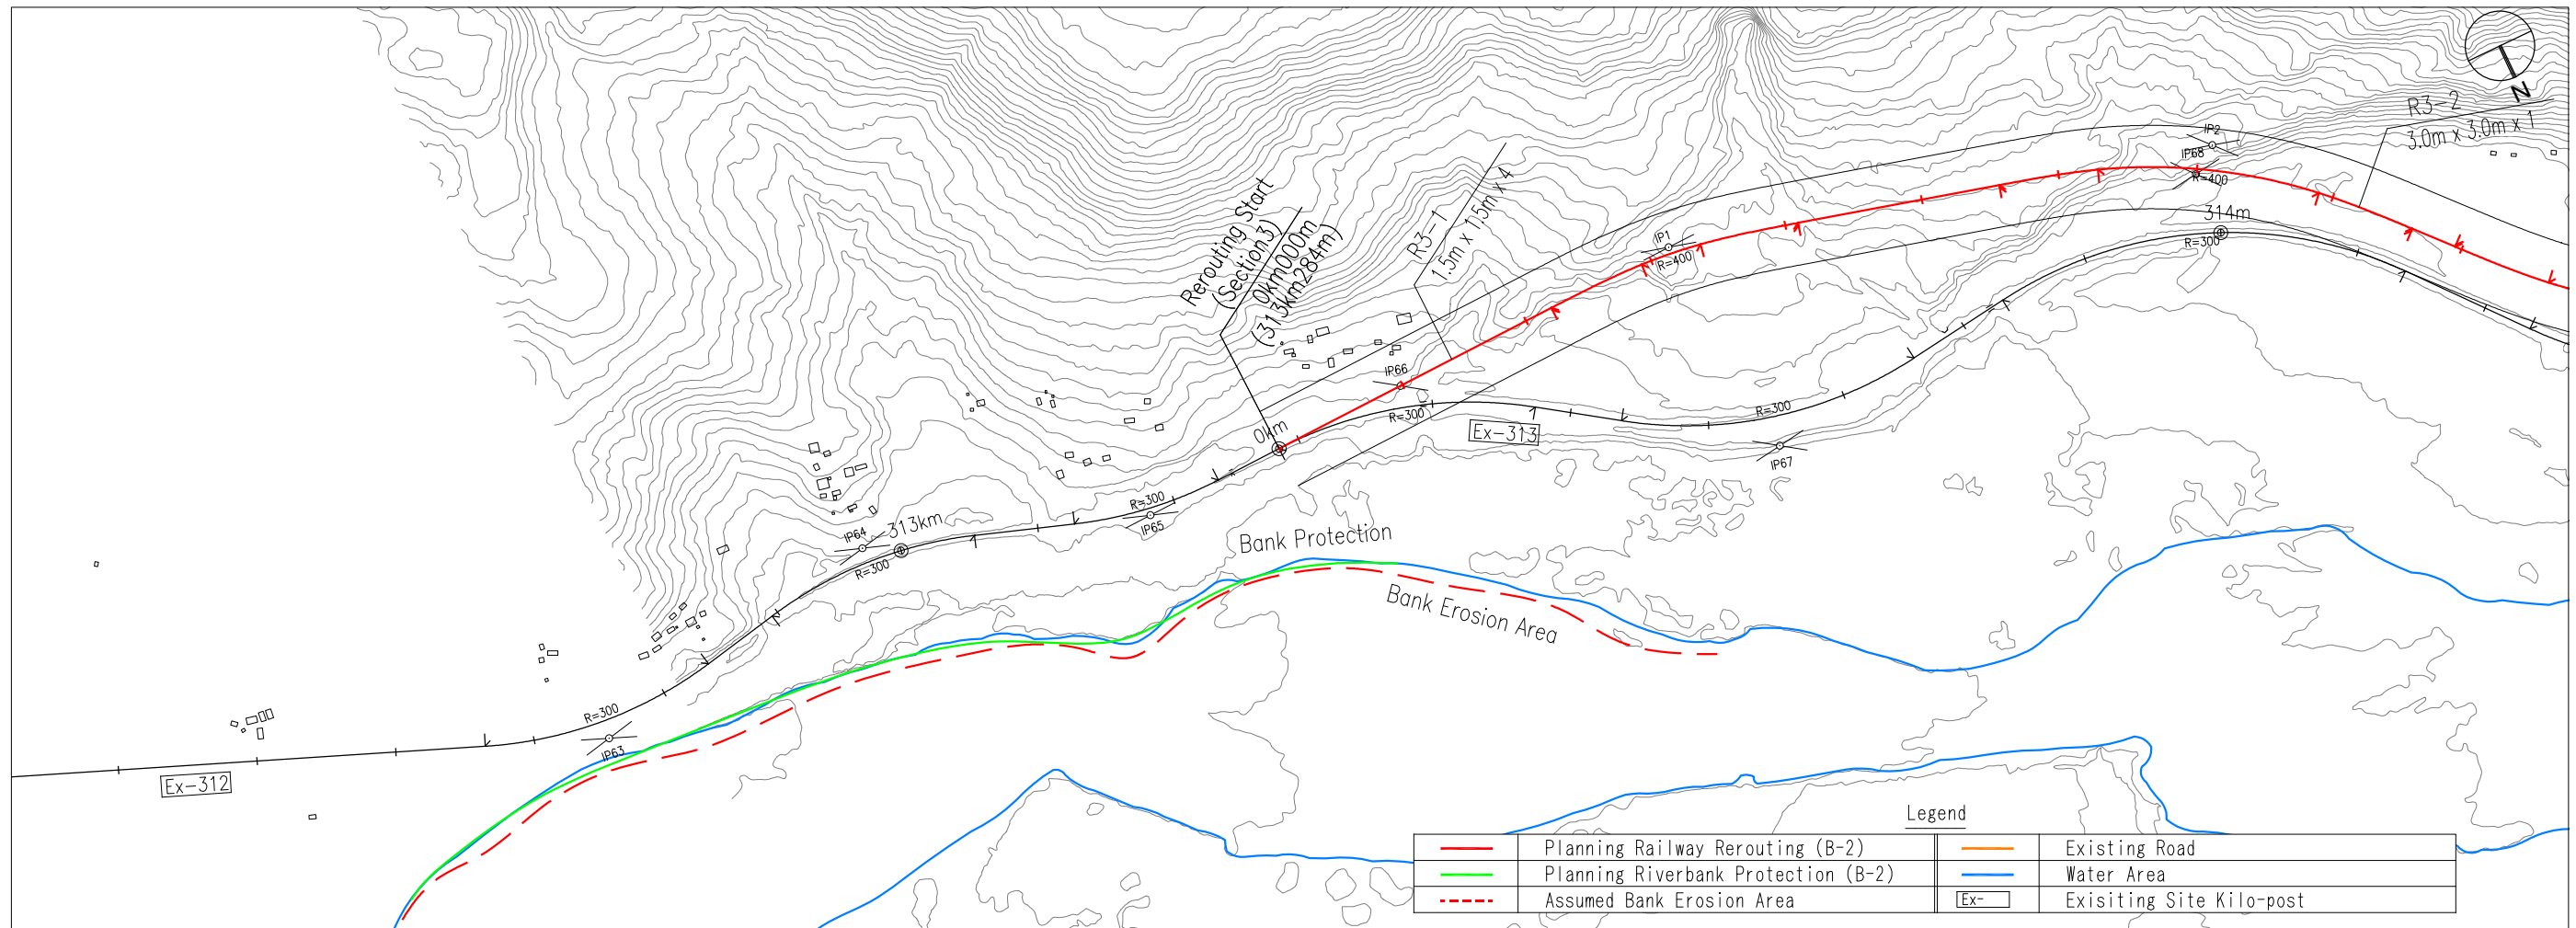 N
R3-2
3.0m x 3.0m x 1
IP2
IP68
R=400
314m
R=300
Rerouting Start
(Section3)
0km000m
(313km284m)
R3-1
1.5m x 1.5m x 4
IP1
R=400
IP66
R=300
0km
Ex-313
R=300
IP67
R=300
IP65
IP64
313km
R=300
Bank Protection
Bank Erosion Area
R=300
IP63
Ex-312
Legend
Planning Railway Rerouting (B-2)
Existing Road
Planning Riverbank Protection (B-2)
Water Area
Assumed Bank Erosion Area
Ex-
Exisiting Site Kilo-post